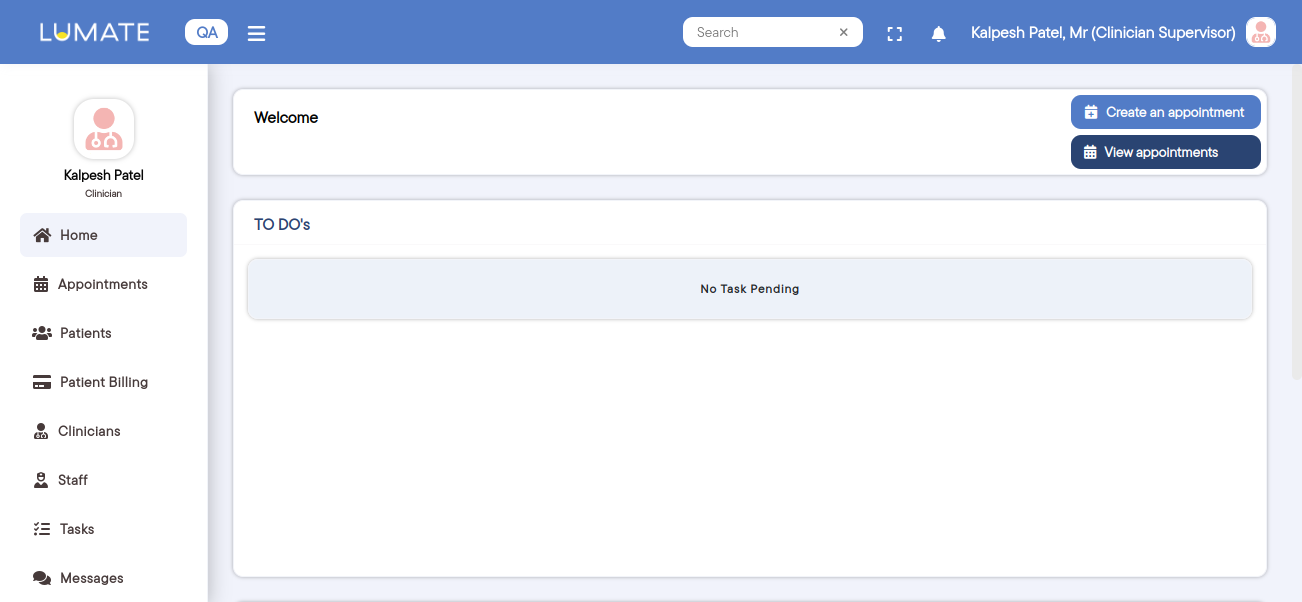 LUMATE
QA
Search
Kalpesh Patel, Mr (Clinician Supervisor)
Kalpesh Patel
Clinician
Home
Appointments
Patients
Patient Billing
Clinicians
Staff
Tasks
Messages
Welcome
Create an appointment
View appointments
TO DO's
No Task Pending